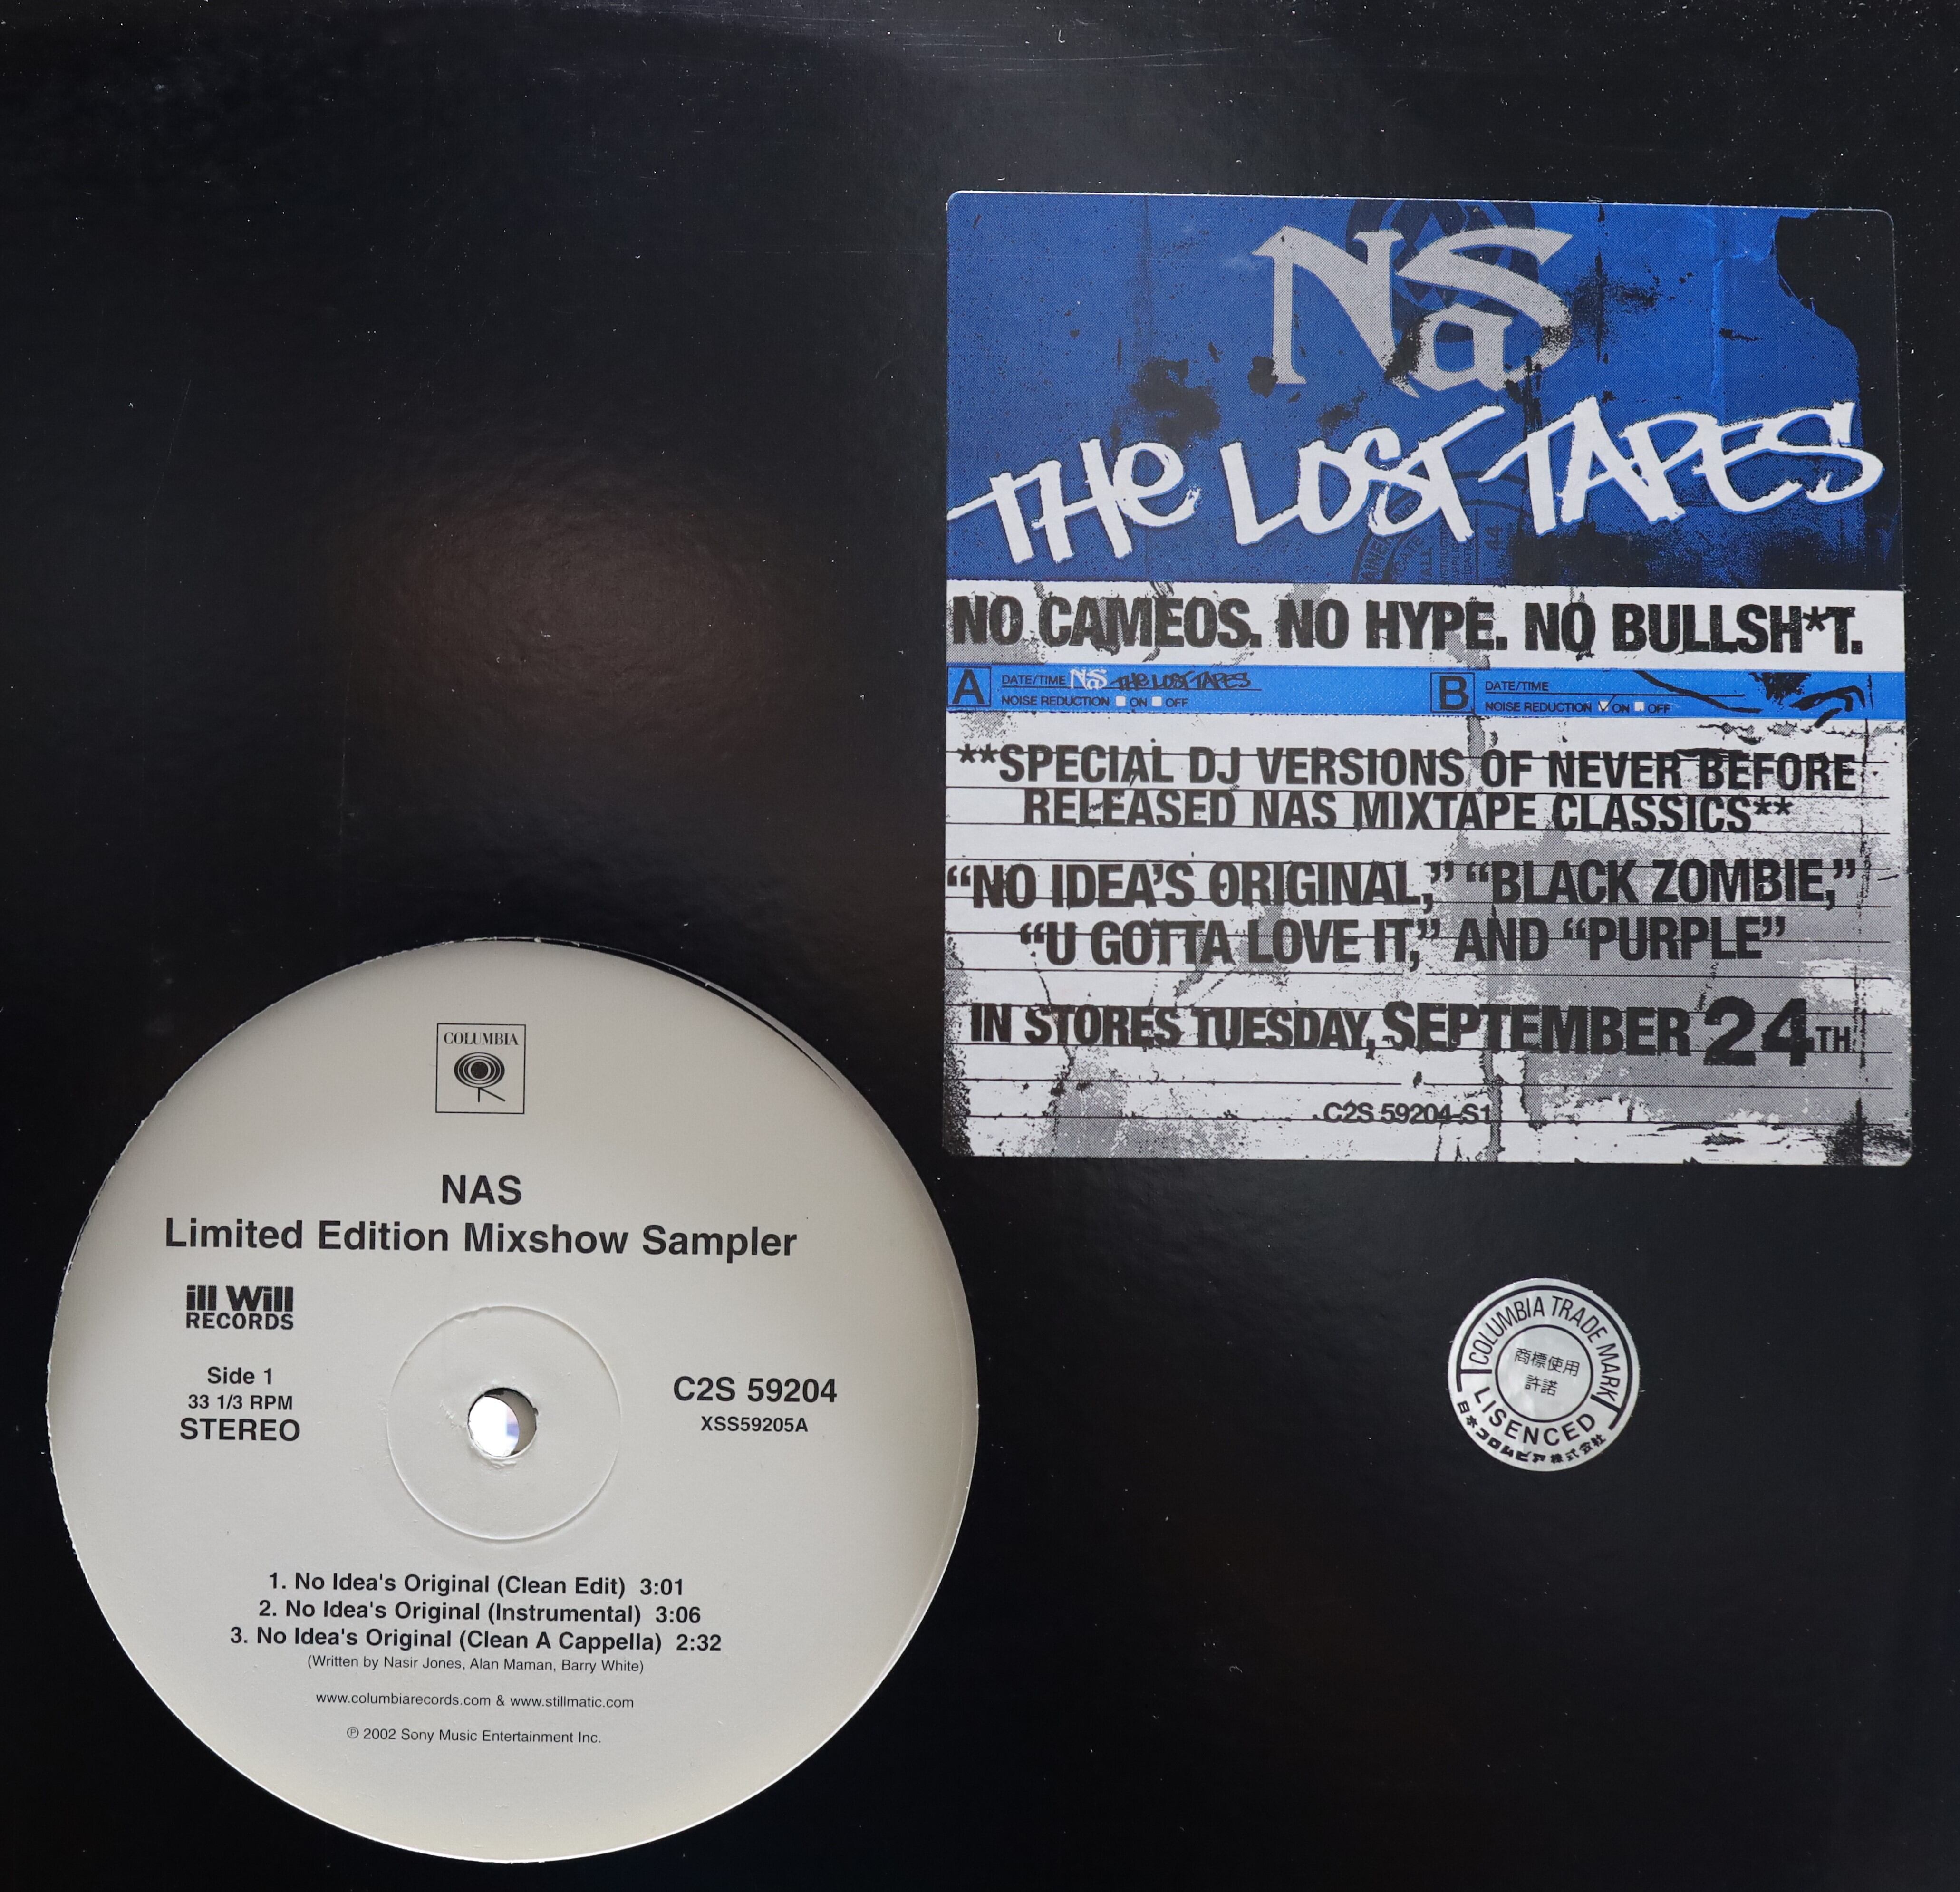 NaS
THE LOST TAPES
NO CAMEOS. NO HYPE. NO BULLSH*T.
A DATE/TIME NaS THE LOST TAPES
NOISE REDUCTION ON OFF
B DATE/TIME
NOISE REDUCTION ON OFF
**SPECIAL DJ VERSIONS OF NEVER BEFORE
RELEASED NAS MIXTAPE CLASSICS**
“NO IDEA’S ORIGINAL,” “BLACK ZOMBIE,”
“U GOTTA LOVE IT,” AND “PURPLE”
IN STORES TUESDAY, SEPTEMBER 24TH
C2S 59204-S1
COLUMBIA
NAS
Limited Edition Mixshow Sampler
ill Will
RECORDS
Side 1
33 1/3 RPM
STEREO
C2S 59204
XSS59205A
1. No Idea's Original (Clean Edit) 3:01
2. No Idea's Original (Instrumental) 3:06
3. No Idea's Original (Clean A Cappella) 2:32
(Written by Nasir Jones, Alan Maman, Barry White)
www.columbiarecords.com & www.stillmatic.com
℗ 2002 Sony Music Entertainment Inc.
COLUMBIA TRADE MARK
商標使用
許諾
LISENCED
日本コロムビア株式会社